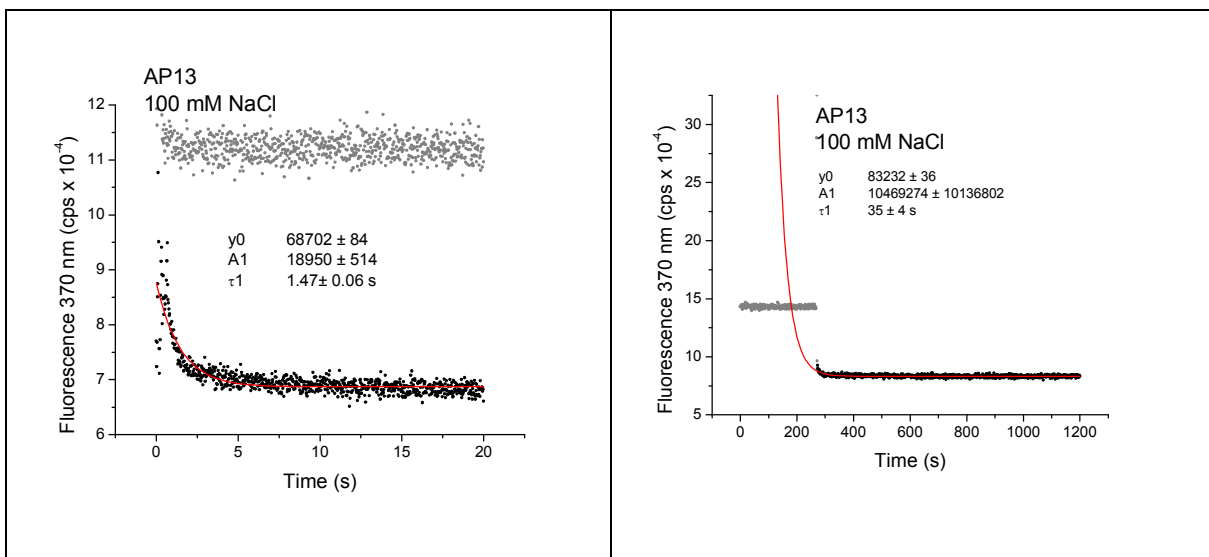 AP13
100 mM NaCl
12
11
10
9
8
7
6
Fluorescence 370 nm (cps x 10⁻⁴)
y0 68702 ± 84
A1 18950 ± 514
τ1 1.47± 0.06 s
0 5 10 15 20
Time (s)
AP13
100 mM NaCl
30
25
20
15
10
5
Fluorescence 370 nm (cps x 10⁻⁴)
y0 83232 ± 36
A1 10469274 ± 10136802
τ1 35 ± 4 s
0 200 400 600 800 1000 1200
Time (s)